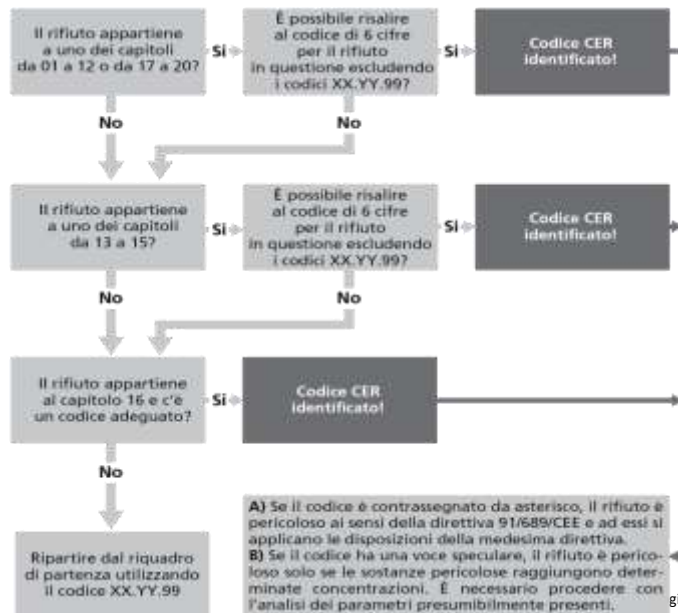 Il rifiuto appartiene
a uno dei capitoli
da 01 a 12 o da 17 a 20?
Si
É possibile risalire
al codice di 6 cifre
per il rifiuto
in questione escludendo
i codici XX.YY.99?
Si
Codice CER
identificato!
No
No
Il rifiuto appartiene
a uno dei capitoli
da 13 a 15?
Si
É possibile risalire
al codice di 6 cifre
per il rifiuto
in questione escludendo
i codici XX.YY.99?
Si
Codice CER
identificato!
No
No
Il rifiuto appartiene
al capitolo 16 e c'è
un codice adeguato?
Si
Codice CER
identificato!
No
Ripartire dal riquadro
di partenza utilizzando
il codice XX.YY.99
A) Se il codice è contrassegnato da asterisco, il rifiuto è
pericoloso ai sensi della direttiva 91/689/CEE e ad essi si
applicano le disposizioni della medesima direttiva.
B) Se il codice ha una voce speculare, il rifiuto è perico-
loso solo se le sostanze pericolose raggiungono deter-
minate concentrazioni. É necessario procedere con
l'analisi dei parametri presumibilmente presenti.